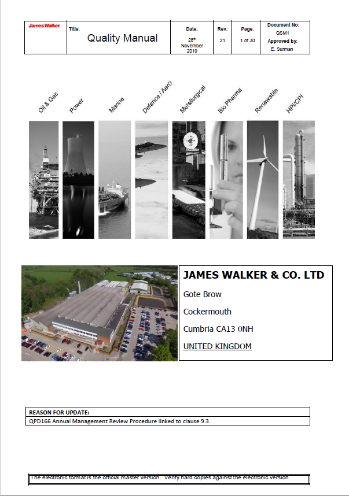 James Walker
Title:
Quality Manual
Date:
26th
November
2019
Rev:
21
Page:
1 of 30
Document No.
QSM1
Approved by:
E. Surman
Oil & Gas
Power
Marine
Defence / Aero
Metallurgical
Bio Pharma
Renewable
HPI/CPI
JAMES WALKER & CO. LTD
Gote Brow
Cockermouth
Cumbria CA13 0NH
UNITED KINGDOM
REASON FOR UPDATE:
QPD166 Annual Management Review Procedure linked to clause 9.3
The electronic format is the official master version. Verify hard copies against the electronic version